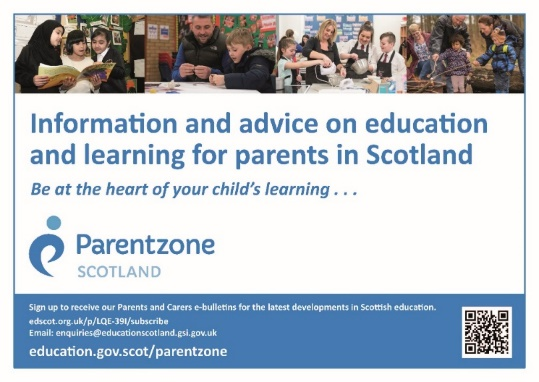 Information and advice on education
and learning for parents in Scotland
Be at the heart of your child's learning . . .
Parentzone
SCOTLAND
Sign up to receive our Parents and Carers e-bulletins for the latest developments in Scottish education.
edscot.org.uk/p/LQE-39I/subscribe
Email: enquiries@educationscotland.gsi.gov.uk
education.gov.scot/parentzone